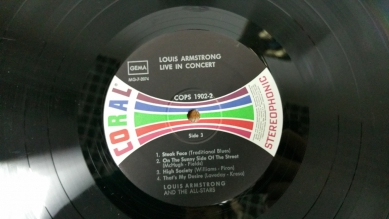 GEMA
LOUIS ARMSTRONG
LIVE IN CONCERT
COPS 1902-2
CORAL
STEREOPHONIC
Side 3
1. Steak Face (Traditional Blues)
2. On The Sunny Side Of The Street
(McHugh - Fields)
3. High Society (Williams - Piron)
4. That's My Desire (Loveday - Kresa)
LOUIS ARMSTRONG
AND THE ALL-STARS